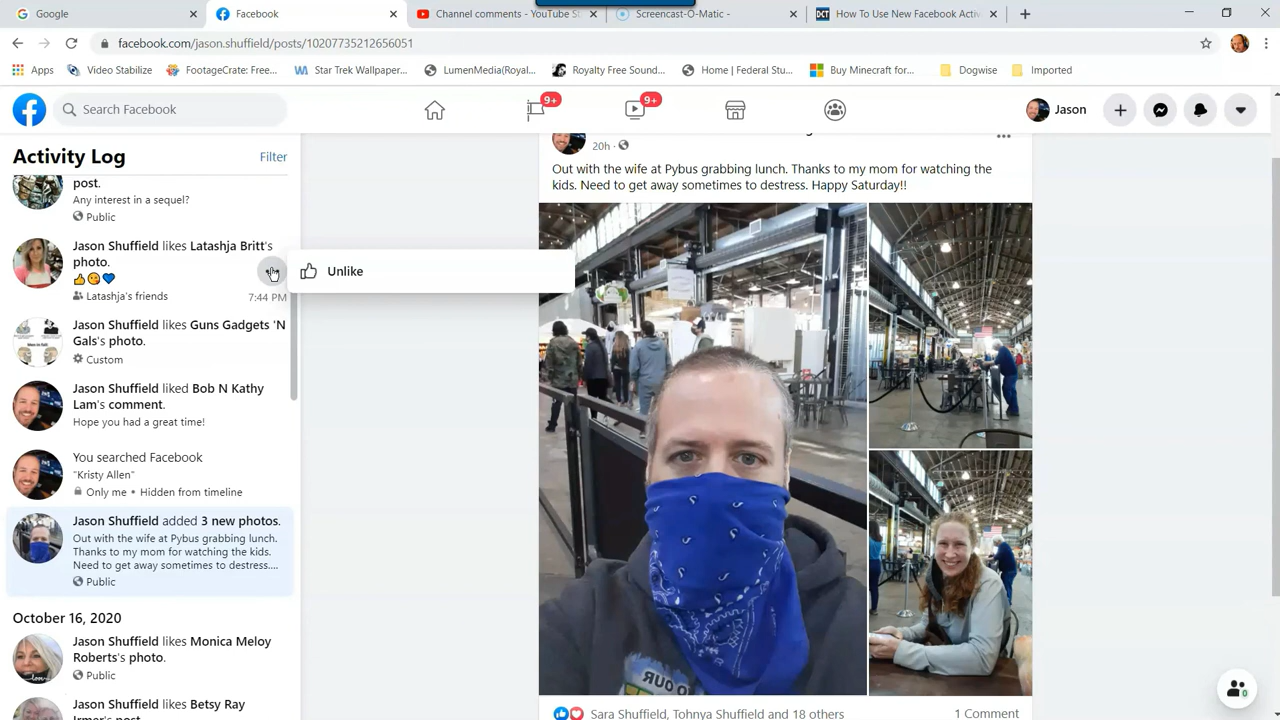 Google
Facebook
Channel comments - YouTube St
Screencast-O-Matic -
How To Use New Facebook Activ
facebook.com/jason.shuffield/posts/10207735212656051
Apps
Video Stabilize
FootageCrate: Free...
Star Trek Wallpaper...
LumenMedia(Royal...
Royalty Free Sound...
Home | Federal Stu...
Buy Minecraft for...
Dogwise
Imported
Search Facebook
9+
9+
Jason
Activity Log
Filter
post.
Any interest in a sequel?
Public
Jason Shuffield likes Latashja Britt's
photo.
Latashja's friends
7:44 PM
Unlike
Jason Shuffield likes Guns Gadgets 'N
Gals's photo.
Custom
Jason Shuffield liked Bob N Kathy
Lam's comment.
Hope you had a great time!
You searched Facebook
"Kristy Allen"
Only me • Hidden from timeline
Jason Shuffield added 3 new photos.
Out with the wife at Pybus grabbing lunch.
Thanks to my mom for watching the kids.
Need to get away sometimes to destress....
Public
October 16, 2020
Jason Shuffield likes Monica Meloy
Roberts's photo.
Public
Jason Shuffield likes Betsy Ray
20h ·
Out with the wife at Pybus grabbing lunch. Thanks to my mom for watching the
kids. Need to get away sometimes to destress. Happy Saturday!!
Sara Shuffield, Tohnya Shuffield and 18 others
1 Comment
0